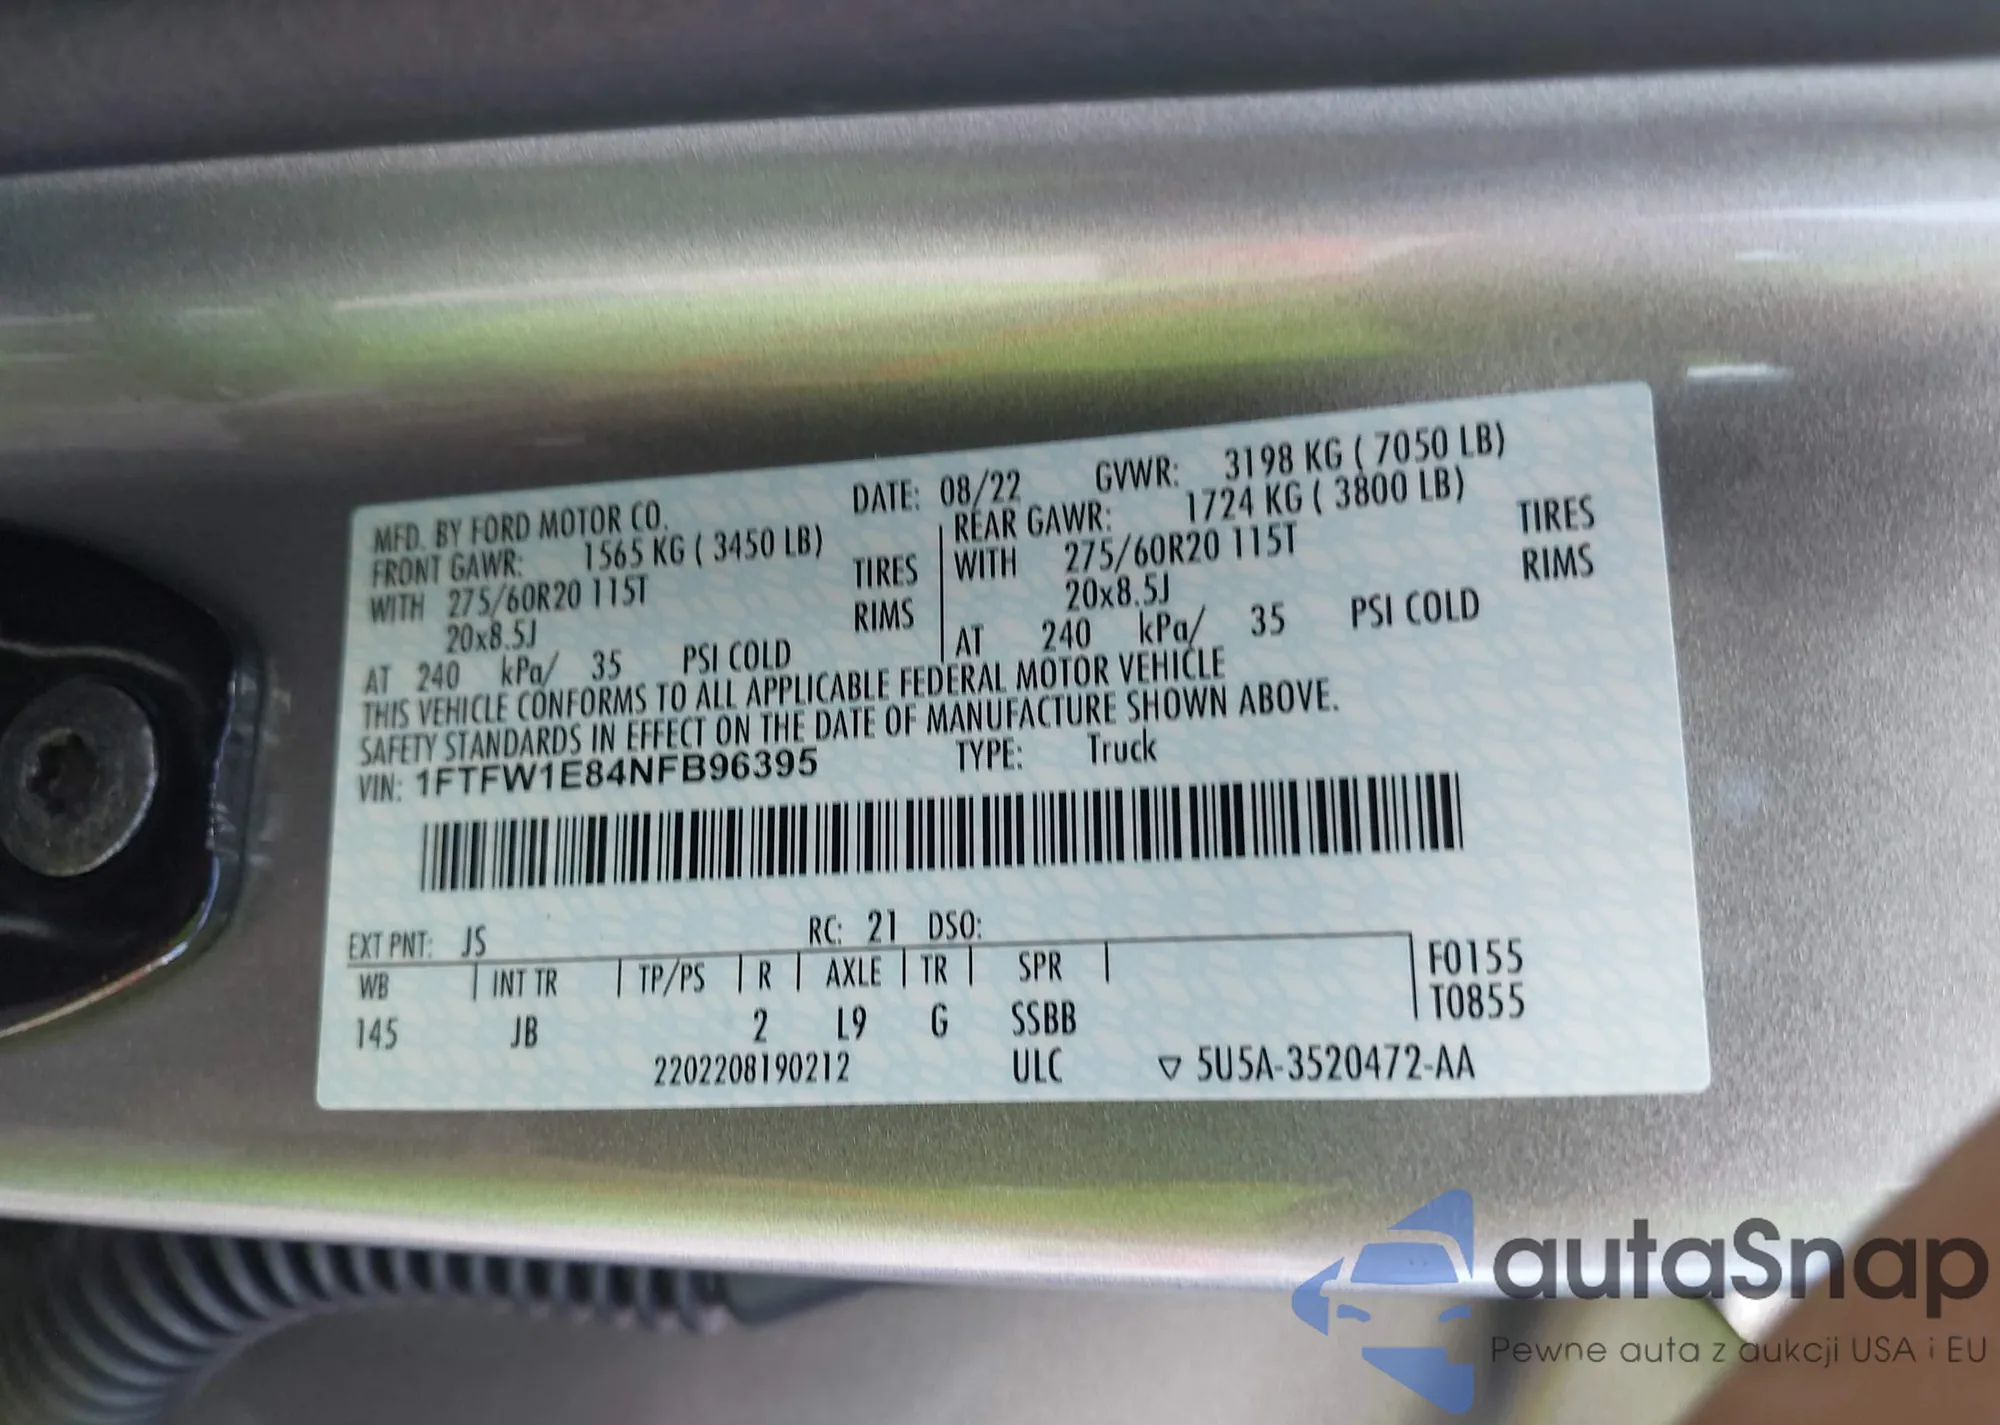 MFD. BY FORD MOTOR CO. DATE: 08/22 GVWR: 3198 KG ( 7050 LB)
FRONT GAWR: 1565 KG ( 3450 LB) REAR GAWR: 1724 KG ( 3800 LB)
WITH 275/60R20 115T TIRES WITH 275/60R20 115T TIRES
20x8.5J RIMS 20x8.5J RIMS
AT 240 kPa/ 35 PSI COLD AT 240 kPa/ 35 PSI COLD
THIS VEHICLE CONFORMS TO ALL APPLICABLE FEDERAL MOTOR VEHICLE
SAFETY STANDARDS IN EFFECT ON THE DATE OF MANUFACTURE SHOWN ABOVE.
VIN: 1FTFW1E84NFB96395 TYPE: Truck
EXT PNT: JS RC: 21 DSO:
WB INT TR TP/PS R AXLE TR SPR F0155
145 JB 2 L9 G SSBB T0855
2202208190212 ULC ▽ 5U5A-3520472-AA
autaSnap
Pewne auta z aukcji USA i EU